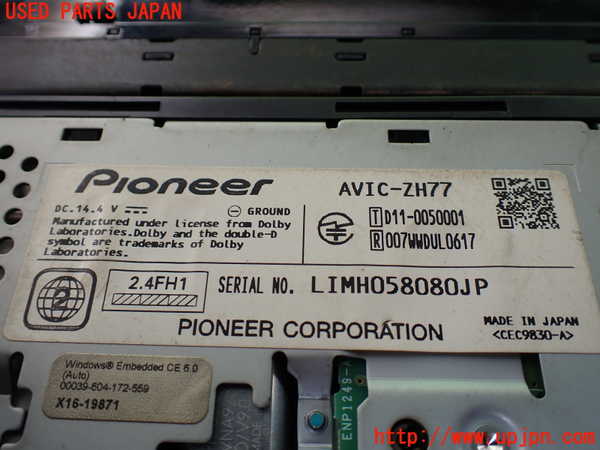 USED PARTS JAPAN
Pioneer
AVIC-ZH77
DC.14.4 V
GROUND
T D11-0050001
R 007WWDUL0617
Manufactured under license from Dolby
Laboratories.Dolby and the double-D
symbol are trademarks of Dolby
Laboratories.
2
2.4FH1
SERIAL NO. LIMH058080JP
PIONEER CORPORATION
MADE IN JAPAN
<CEC9830-A>
Windows® Embedded CE 6.0
(Auto)
00039-604-172-559
X16-19871
ENP1249-A
http://www.upjpn.com